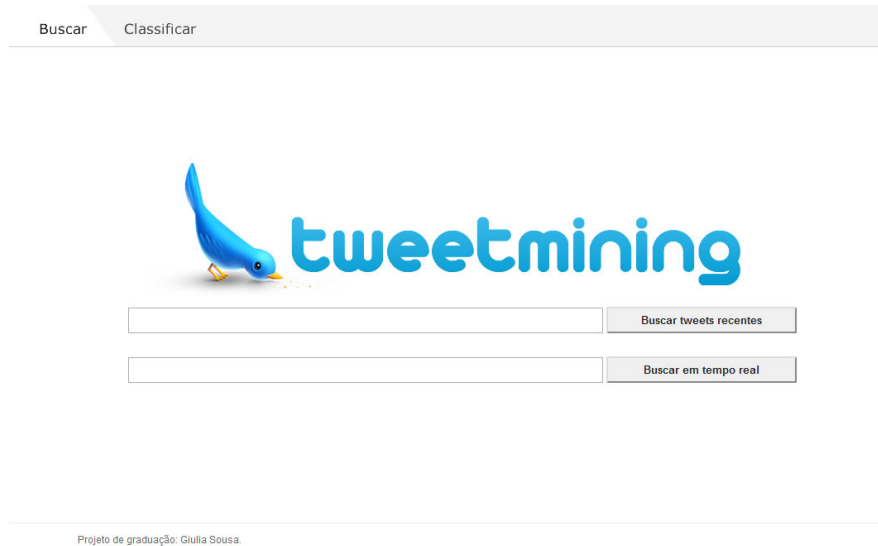 Buscar
Classificar
tweetmining
Buscar tweets recentes
Buscar em tempo real
Projeto de graduação: Giulia Sousa.